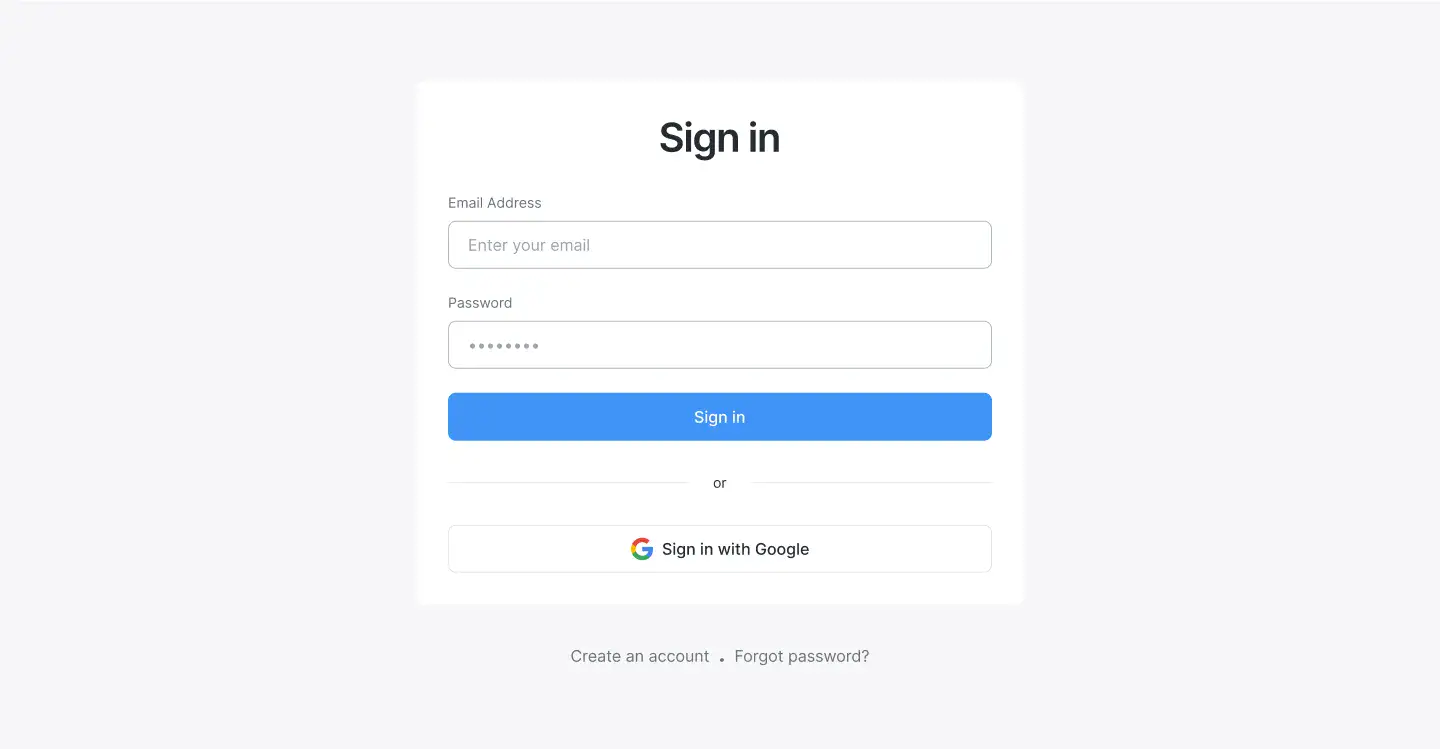 Sign in
Email Address
Enter your email
Password
••••••••
Sign in
or
Sign in with Google
Create an account . Forgot password?